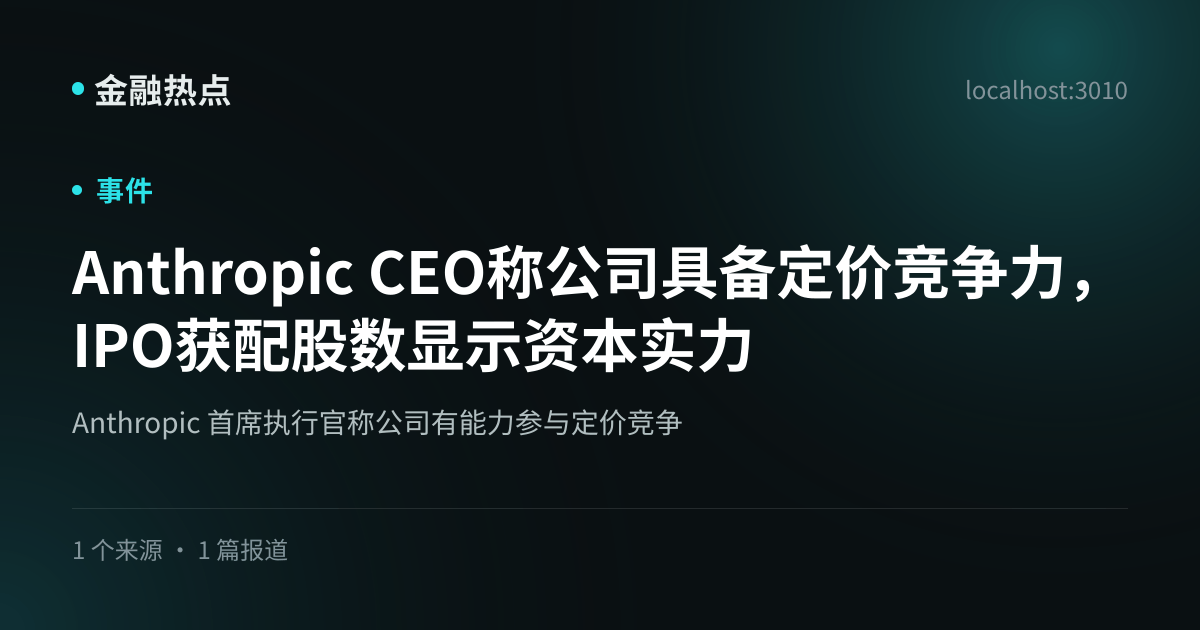 金融热点
localhost:3010
事件
Anthropic CEO称公司具备定价竞争力，
IPO获配股数显示资本实力
Anthropic 首席执行官称公司有能力参与定价竞争
1 个来源 · 1 篇报道